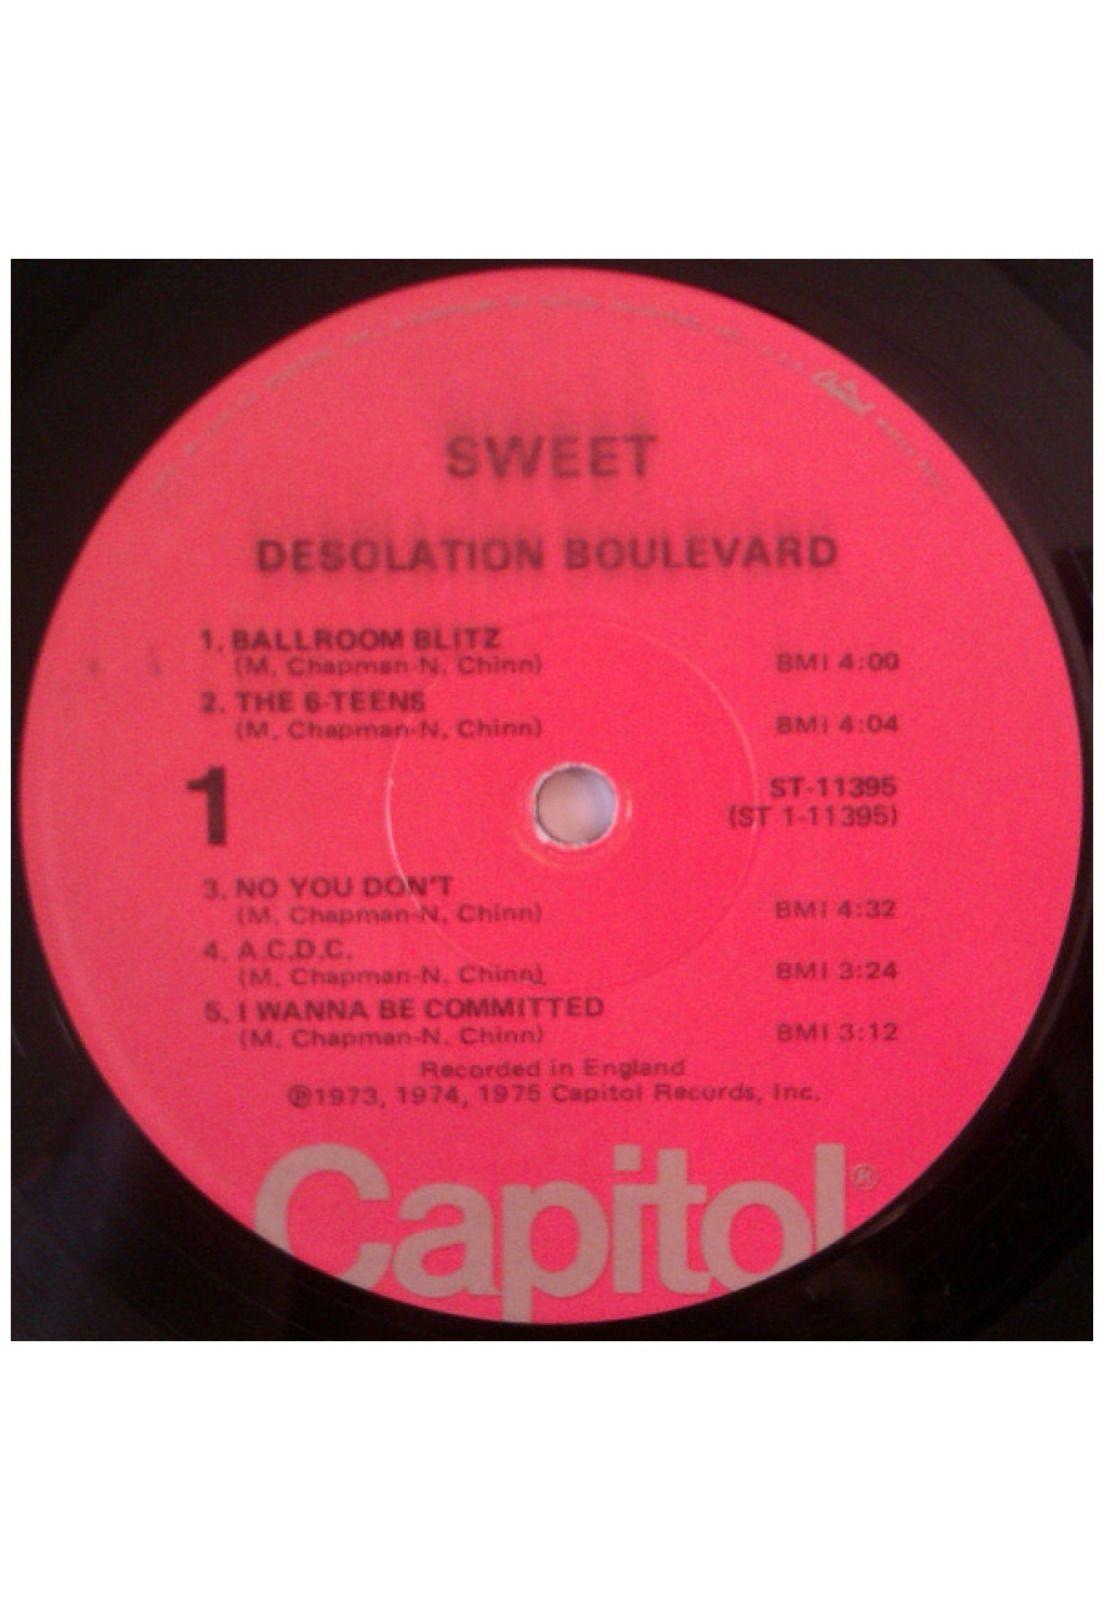 Capitol
SWEET
DESOLATION BOULEVARD
1. BALLROOM BLITZ
(M. Chapman-N. Chinn) BMI 4:00
2. THE 6-TEENS
(M. Chapman-N. Chinn) BMI 4:04
1
ST-11395
(ST 1-11395)
3. NO YOU DON'T
(M. Chapman-N. Chinn) BMI 4:32
4. A.C.D.C.
(M. Chapman-N. Chinn) BMI 3:24
5. I WANNA BE COMMITTED
(M. Chapman-N. Chinn) BMI 3:12
Recorded in England
℗1973, 1974, 1975 Capitol Records, Inc.
Capitol®